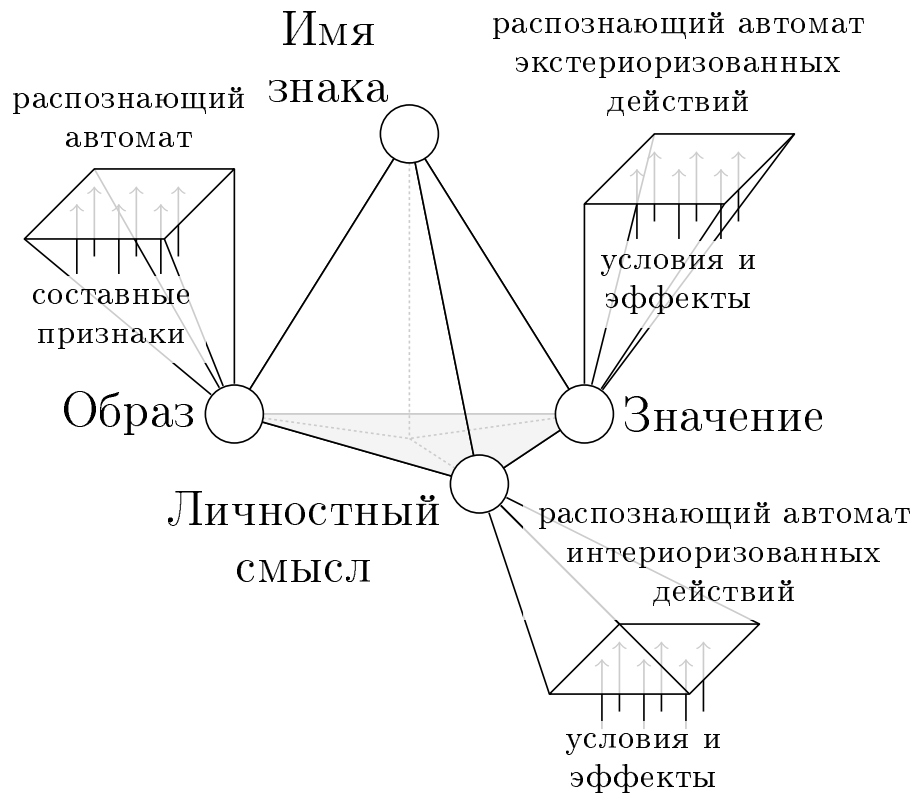 Имя
знака
распознающий автомат
экстериоризованных
действий
распознающий
автомат
составные
признаки
условия и
эффекты
Образ
Значение
Личностный
смысл
распознающий автомат
интериоризованных
действий
условия и
эффекты